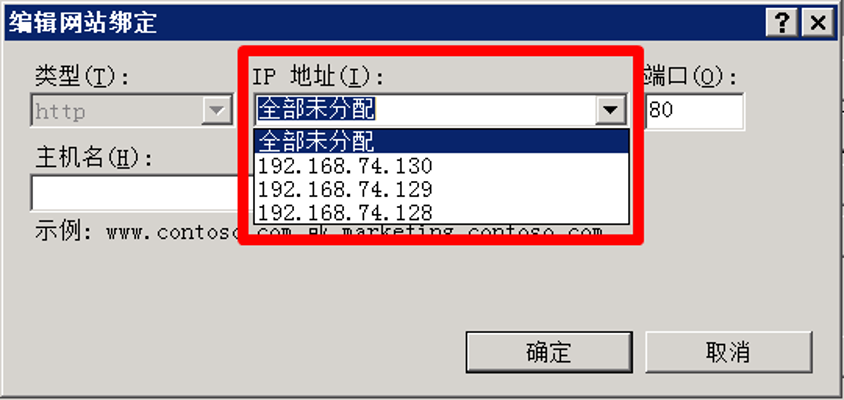 编辑网站绑定
类型(T):
IP 地址(I):
端口(O):
http
全部未分配
80
全部未分配
192.168.74.130
192.168.74.129
192.168.74.128
主机名(H):
示例: www.contoso.com 或 marketing.contoso.com
确定
取消